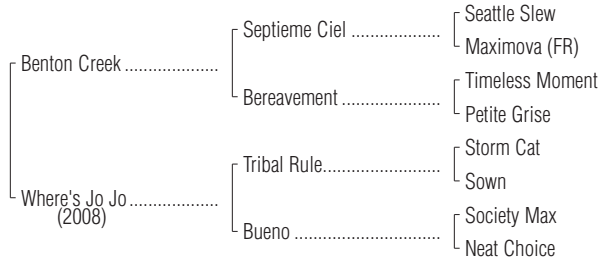 Seattle Slew
Septieme Ciel ...................
Maximova (FR)
Benton Creek ....................
Timeless Moment
Bereavement .....................
Petite Grise
Storm Cat
Tribal Rule.........................
Sown
Where's Jo Jo ...................
(2008)
Society Max
Bueno ................................
Neat Choice